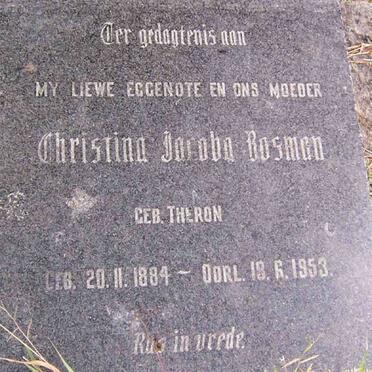 Ter gedagtenis aan
MY LIEWE EGGENOTE EN ONS MOEDER
Christina Jacoba Bosman
GEB. THERON
GEB. 20.11.1884 ~ OORL. 18.6.1953.
Rus in vrede